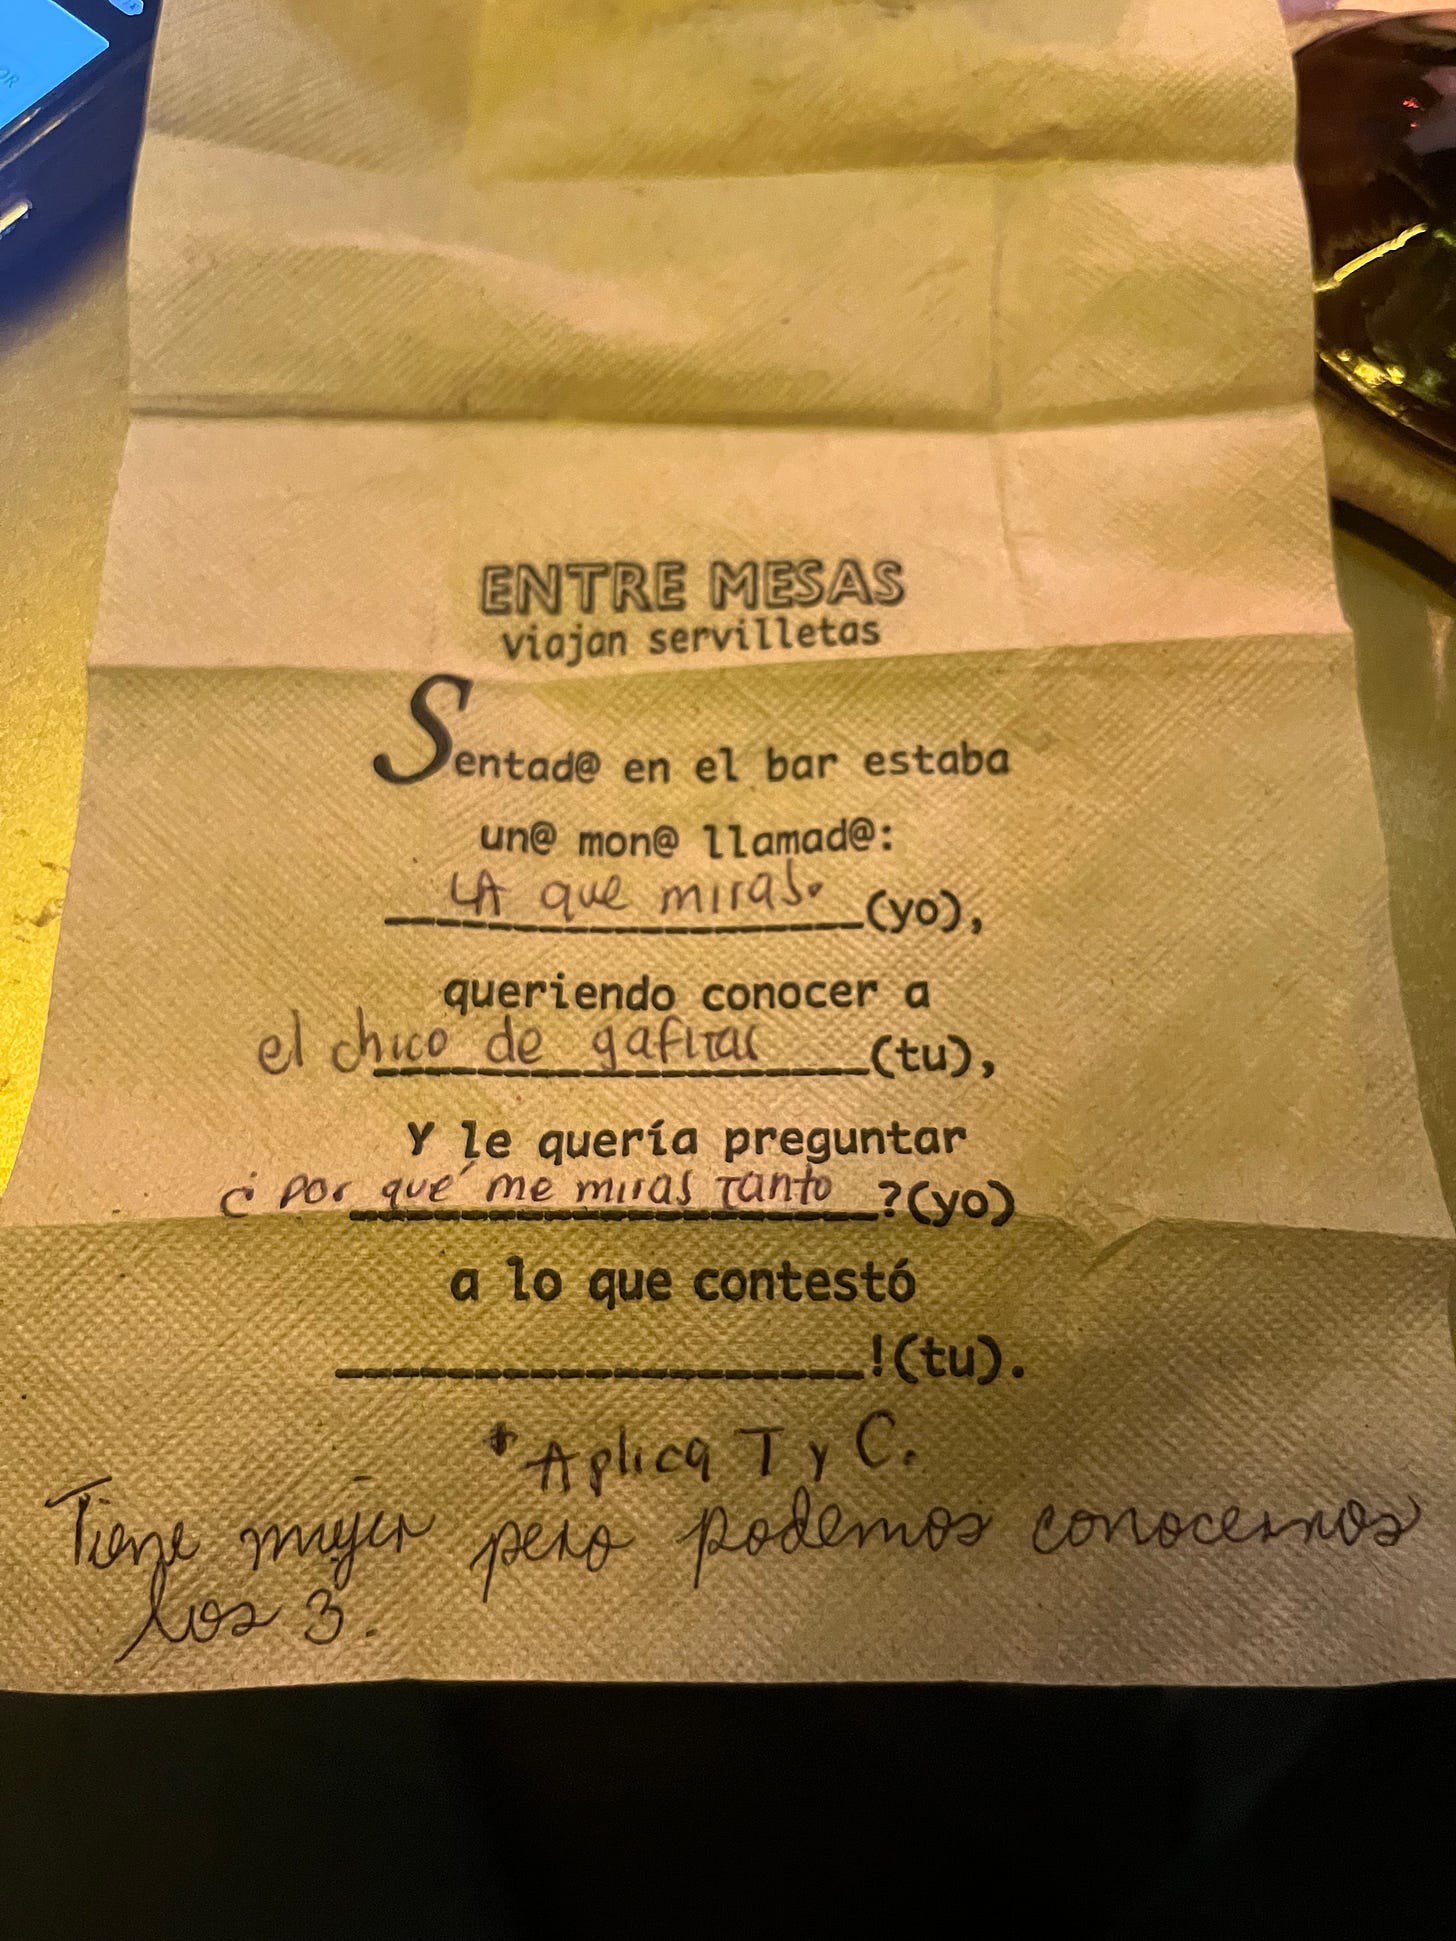 ENTRE MESAS
viajan servilletas
Sentad@ en el bar estaba
un@ mon@ llamad@:
LA que miras. (yo),
queriendo conocer a
el chico de gafitas (tu),
Y le quería preguntar
¿ por qué me miras tanto ?(yo)
a lo que contestó
!(tu).
* Aplica T y C.
Tiene mujer pero podemos conocernos
los 3.